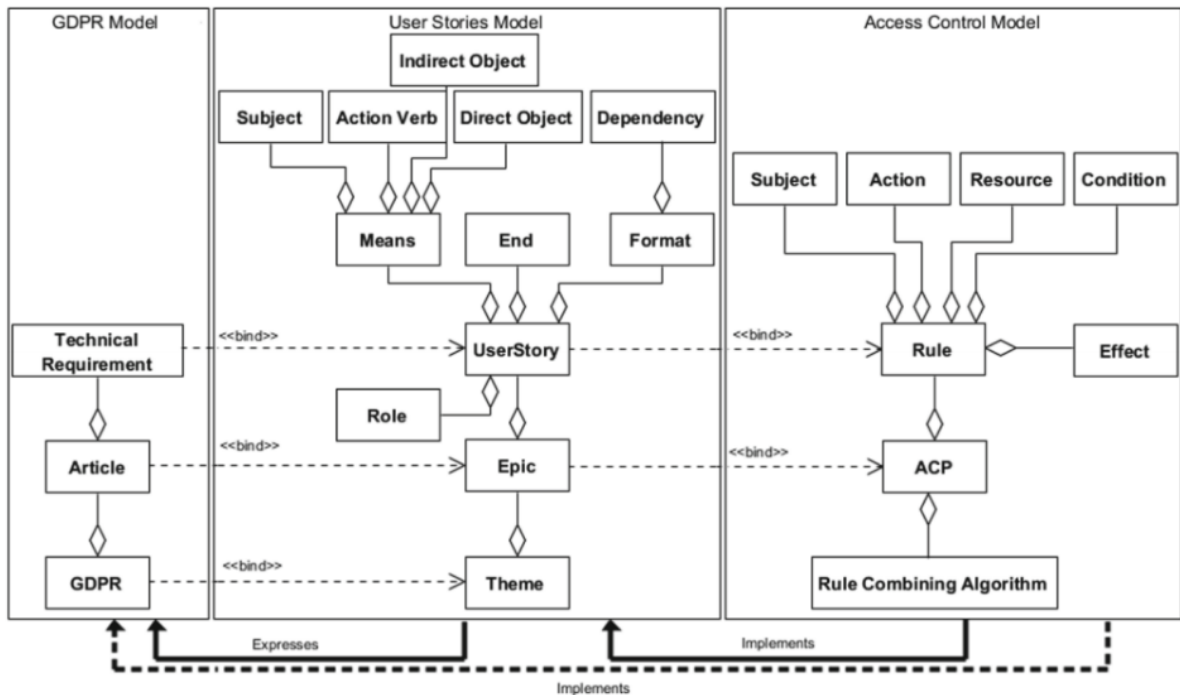 GDPR Model
User Stories Model
Access Control Model
Indirect Object
Subject
Action Verb
Direct Object
Dependency
Subject
Action
Resource
Condition
Means
End
Format
Technical
Requirement
<<bind>>
UserStory
<<bind>>
Rule
Effect
Role
Article
<<bind>>
Epic
<<bind>>
ACP
GDPR
<<bind>>
Theme
Rule Combining Algorithm
Expresses
Implements
Implements